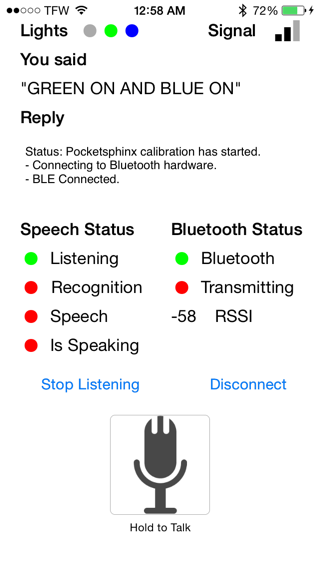 TFW 12:58 AM 72%
Lights Signal
You said
"GREEN ON AND BLUE ON"
Reply
Status: Pocketsphinx calibration has started.
- Connecting to Bluetooth hardware.
- BLE Connected.
Speech Status Bluetooth Status
Listening Bluetooth
Recognition Transmitting
Speech -58 RSSI
Is Speaking
Stop Listening Disconnect
Hold to Talk